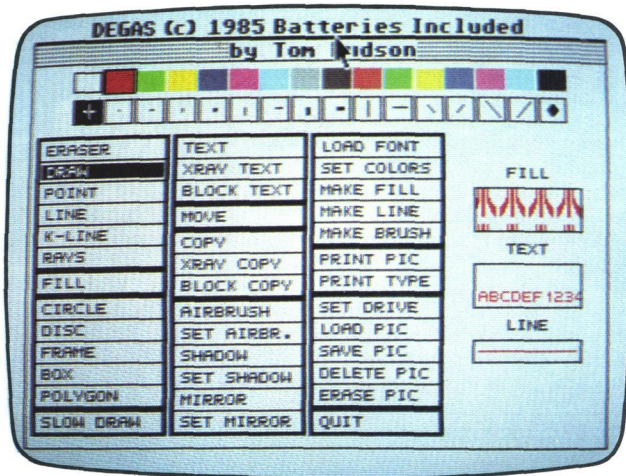 DEGAS (c) 1985 Batteries Included
by Tom
ERASER
DRAW
POINT
LINE
K-LINE
RAYS
FILL
CIRCLE
DISC
FRAME
BOX
POLYGON
SLOW DRAW
TEXT
XRAY TEXT
BLOCK TEXT
MOVE
COPY
XRAY COPY
BLOCK COPY
AIRBRUSH
SET AIRBR.
SHADOW
SET SHADOW
MIRROR
SET MIRROR
LOAD FONT
SET COLORS
MAKE FILL
MAKE LINE
MAKE BRUSH
PRINT PIC
PRINT TYPE
SET DRIVE
LOAD PIC
SAVE PIC
DELETE PIC
ERASE PIC
QUIT
FILL
TEXT
ABCDEF 1234
LINE